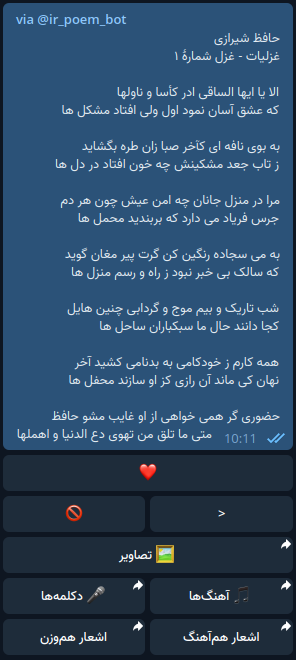 via @ir_poem_bot
حافظ شیرازی
غزلیات - غزل شمارهٔ ۱
الا یا ایها الساقی ادر کأسا و ناولها
که عشق آسان نمود اول ولی افتاد مشکل ها
به بوی نافه ای کآخر صبا زان طره بگشاید
ز تاب جعد مشکینش چه خون افتاد در دل ها
مرا در منزل جانان چه امن عیش چون هر دم
جرس فریاد می دارد که بربندید محمل ها
به می سجاده رنگین کن گرت پیر مغان گوید
که سالک بی خبر نبود ز راه و رسم منزل ها
شب تاریک و بیم موج و گردابی چنین هایل
کجا دانند حال ما سبکباران ساحل ها
همه کارم ز خودکامی به بدنامی کشید آخر
نهان کی ماند آن رازی کز او سازند محفل ها
حضوری گر همی خواهی از او غایب مشو حافظ
متی ما تلق من تهوی دع الدنیا و اهملها
10:11
❤️
🚫
>
🖼️ تصاویر
🎵 آهنگ‌ها
🎤 دکلمه‌ها
اشعار هم‌آهنگ
اشعار هم‌وزن